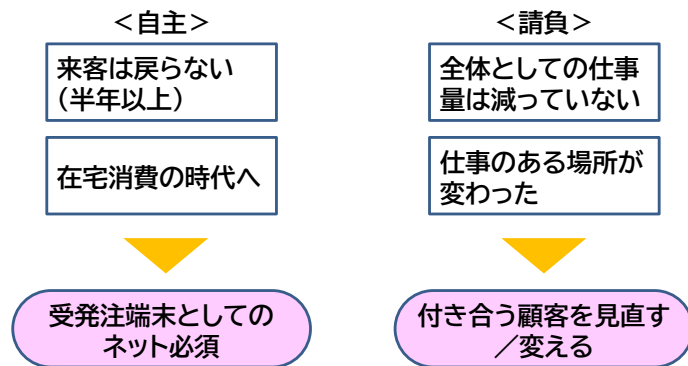 ＜自主＞
来客は戻らない
（半年以上）
在宅消費の時代へ
受発注端末としての
ネット必須
＜請負＞
全体としての仕事
量は減っていない
仕事のある場所が
変わった
付き合う顧客を見直す
／変える